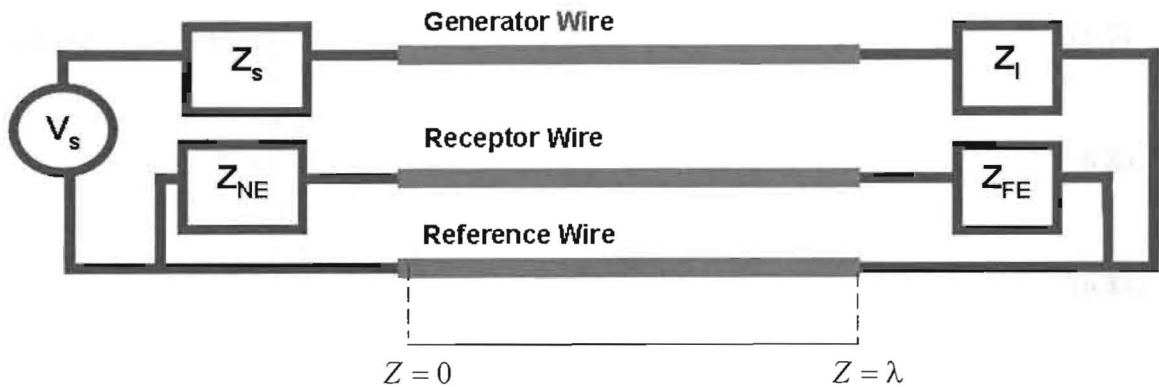 Generator Wire
Z_s
Z_l
V_s
Receptor Wire
Z_NE
Z_FE
Reference Wire
Z = 0
Z = λ